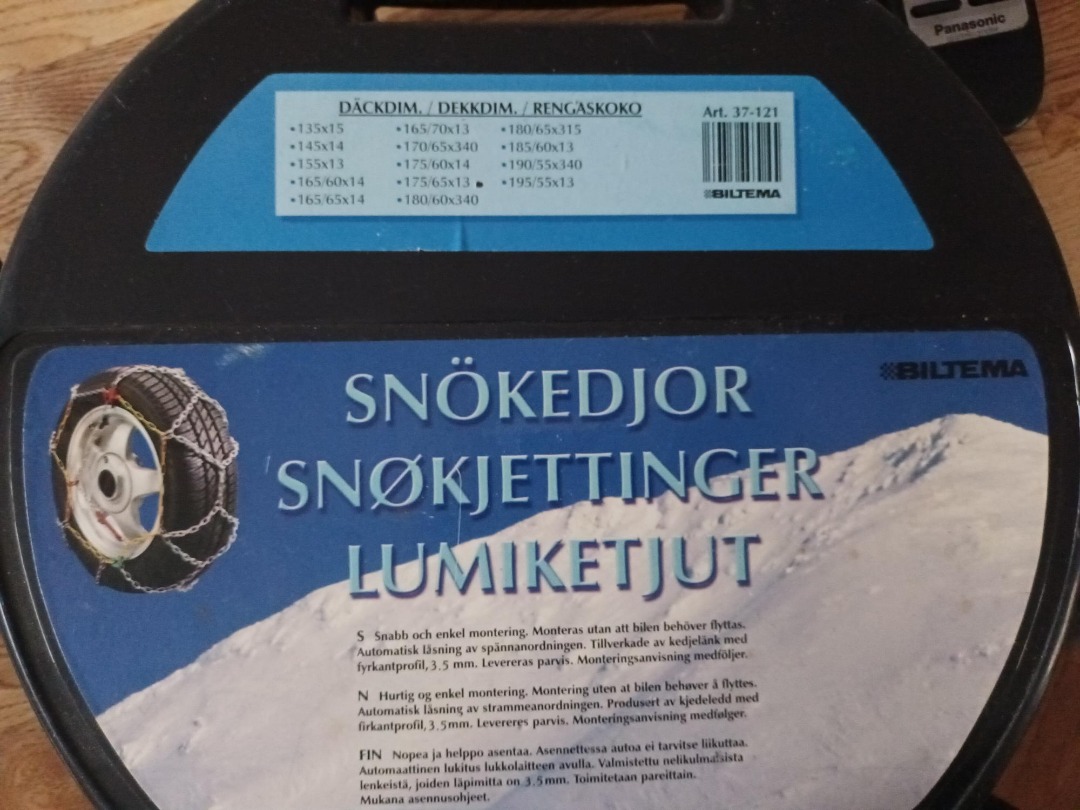 Panasonic
DÄCKDIM. / DEKKDIM. / RENGASKOKO
Art. 37-121
•135x15
•145x14
•155x13
•165/60x14
•165/65x14
•165/70x13
•170/65x340
•175/60x14
•175/65x13
•180/60x340
•180/65x315
•185/60x13
•190/55x340
•195/55x13
BILTEMA
BILTEMA
SNÖKEDJOR
SNØKJETTINGER
LUMIKETJUT
S Snabb och enkel montering. Monteras utan att bilen behöver flyttas.
Automatisk låsning av spännanordningen. Tillverkade av kedjelänk med
fyrkantprofil, 3.5 mm. Levereras parvis. Monteringsanvisning medföljer.
N Hurtig og enkel montering. Montering uten at bilen behøver å flyttes.
Automatisk låsning av strammeanordningen. Produsert av kjedeledd med
firkantprofil, 3,5mm. Leveres parvis. Monteringsanvisning medfølger.
FIN Nopea ja helppo asentaa. Asennettessa autoa ei tarvitse liikuttaa.
Automaattinen lukitus lukkolaitteen avulla. Valmistettu nelikulmaisista
lenkeistä, joiden läpimitta on 3.5mm. Toimitetaan pareittain.
Mukana asennusohjeet.